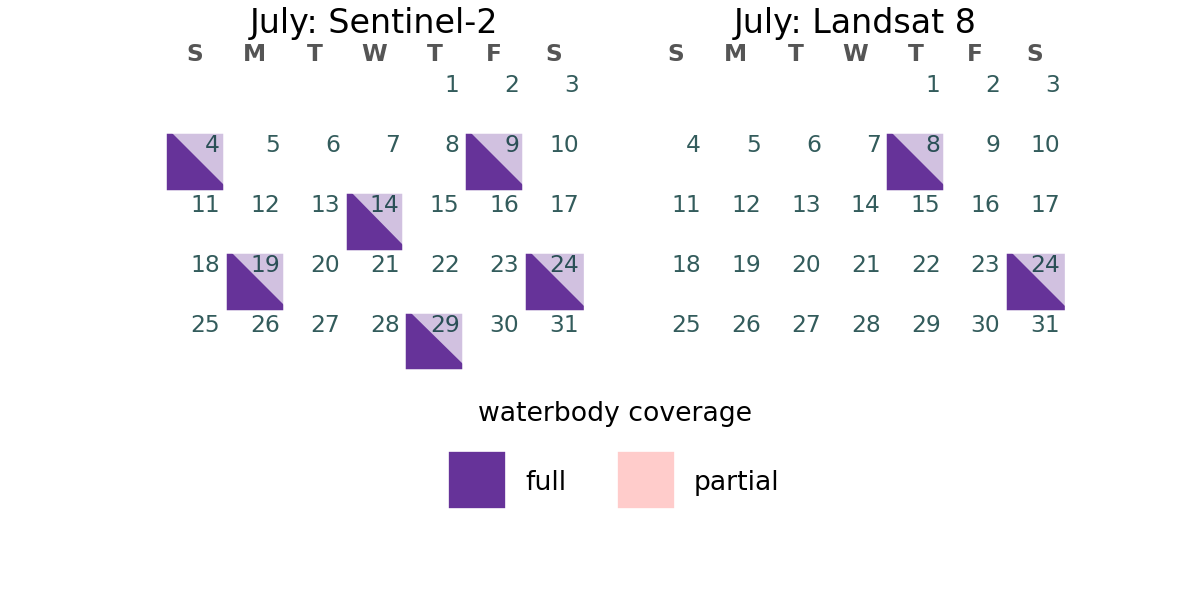 July: Sentinel-2
S M T W T F S
1 2 3
4 5 6 7 8 9 10
11 12 13 14 15 16 17
18 19 20 21 22 23 24
25 26 27 28 29 30 31
July: Landsat 8
S M T W T F S
1 2 3
4 5 6 7 8 9 10
11 12 13 14 15 16 17
18 19 20 21 22 23 24
25 26 27 28 29 30 31
waterbody coverage
full
partial